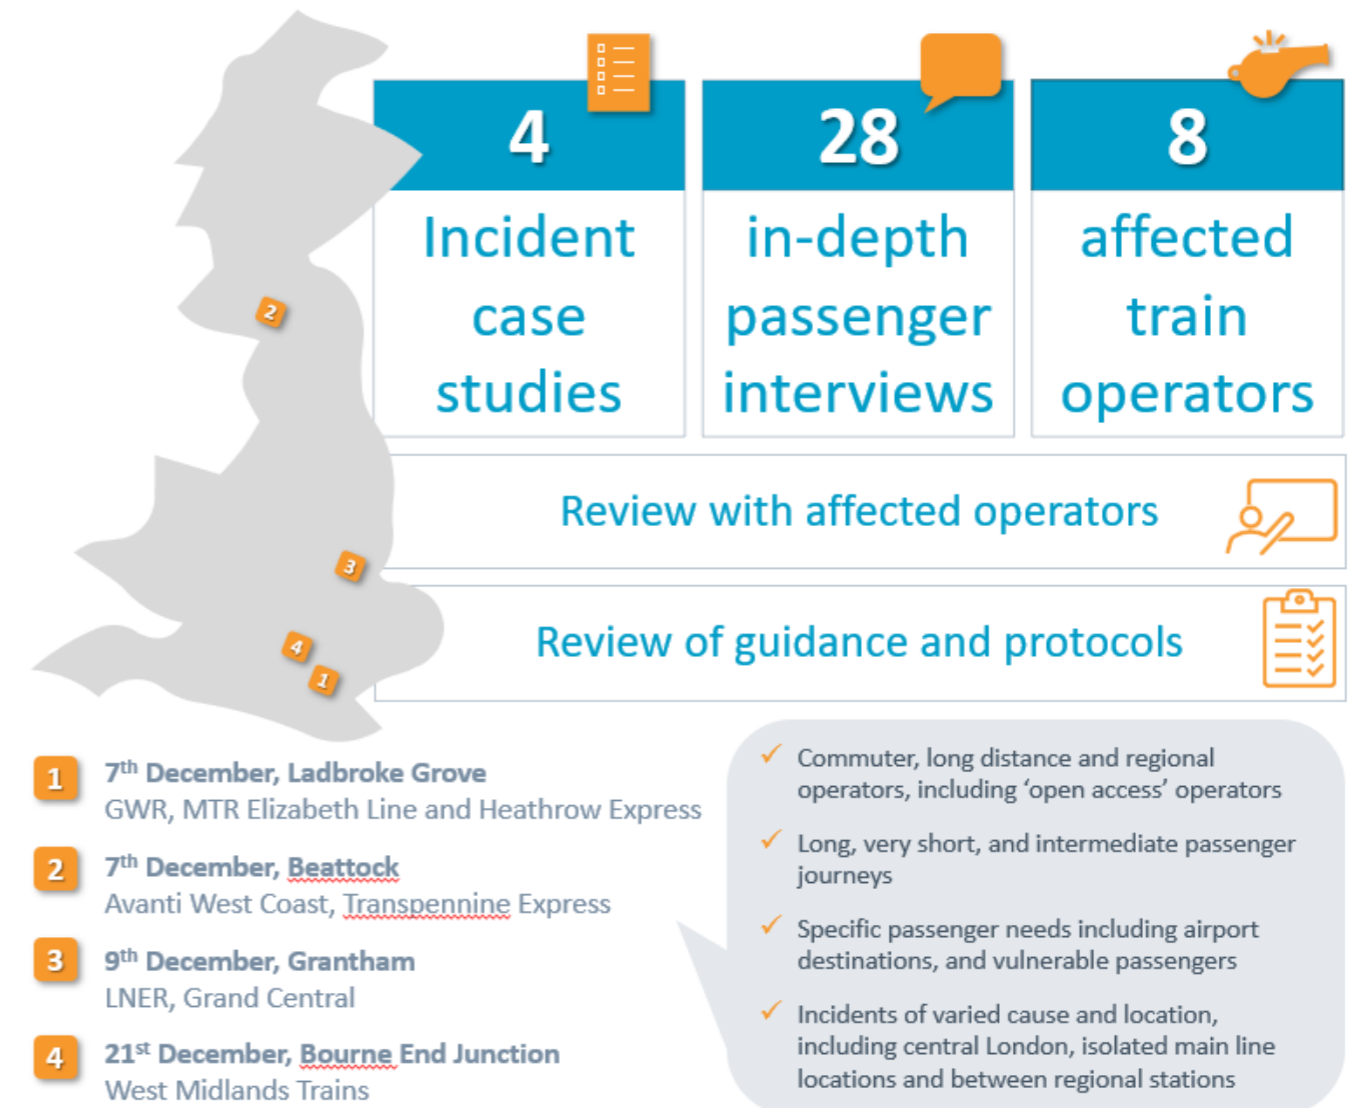 4
Incident
case
studies
28
in-depth
passenger
interviews
8
affected
train
operators
Review with affected operators
Review of guidance and protocols
2
3
4
1
1
7th December, Ladbroke Grove
GWR, MTR Elizabeth Line and Heathrow Express
2
7th December, Beattock
Avanti West Coast, Transpennine Express
3
9th December, Grantham
LNER, Grand Central
4
21st December, Bourne End Junction
West Midlands Trains
Commuter, long distance and regional
operators, including ‘open access’ operators
Long, very short, and intermediate passenger
journeys
Specific passenger needs including airport
destinations, and vulnerable passengers
Incidents of varied cause and location,
including central London, isolated main line
locations and between regional stations